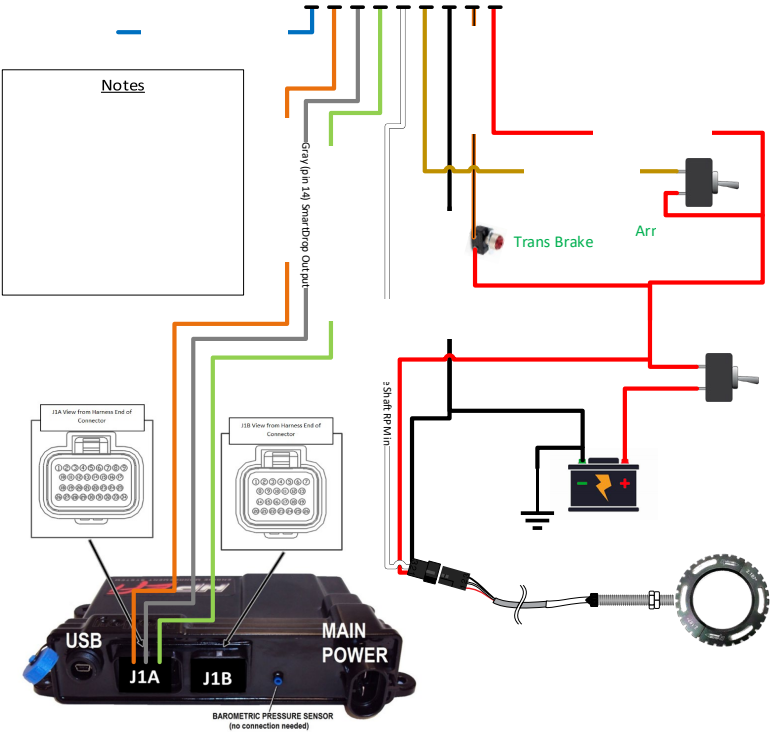 Notes
Gray (pin 14) SmartDrop Output
Trans Brake
Arr
e Shaft RPM in
J1A View from Harness End of
Connector
J1B View from Harness End of
Connector
USB
MAIN
POWER
J1A
J1B
BAROMETRIC PRESSURE SENSOR
(no connection needed)